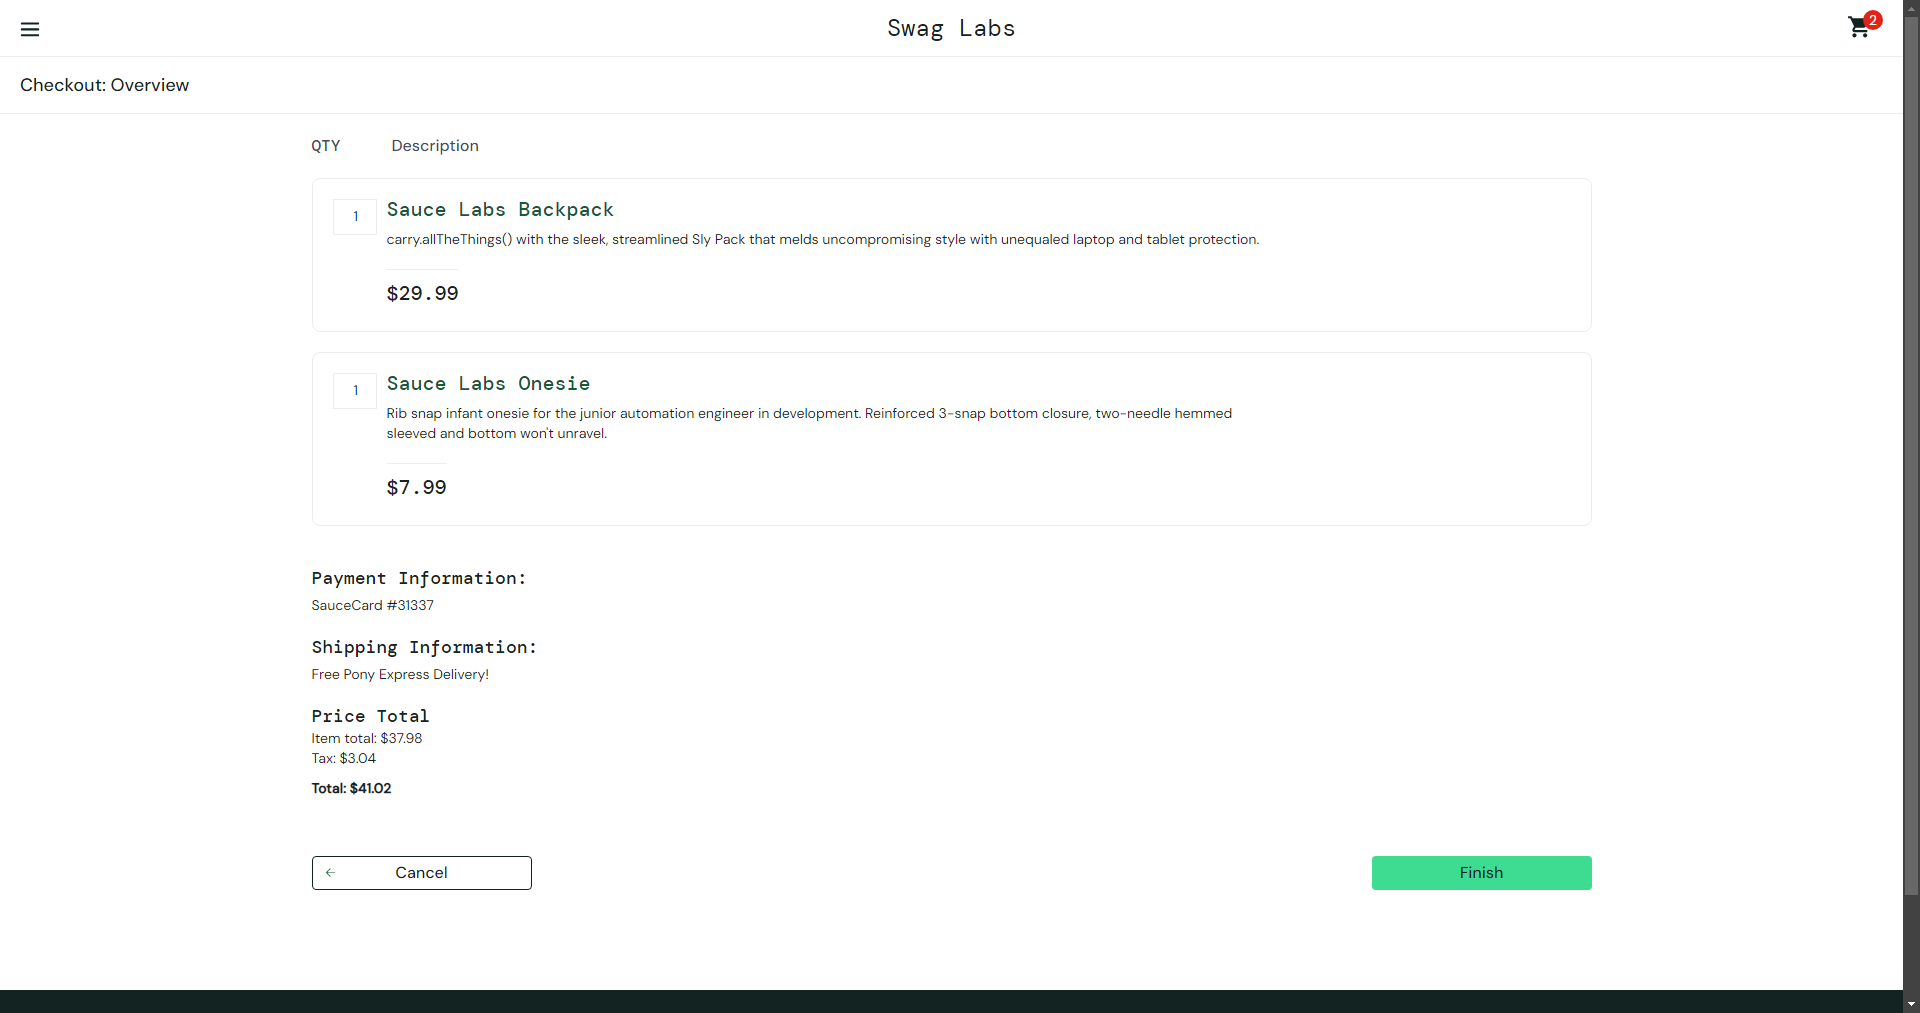 Swag Labs
2
Checkout: Overview
QTY Description
1 Sauce Labs Backpack
carry.allTheThings() with the sleek, streamlined Sly Pack that melds uncompromising style with unequaled laptop and tablet protection.
$29.99
1 Sauce Labs Onesie
Rib snap infant onesie for the junior automation engineer in development. Reinforced 3-snap bottom closure, two-needle hemmed
sleeved and bottom won't unravel.
$7.99
Payment Information:
SauceCard #31337
Shipping Information:
Free Pony Express Delivery!
Price Total
Item total: $37.98
Tax: $3.04
Total: $41.02
Cancel
Finish